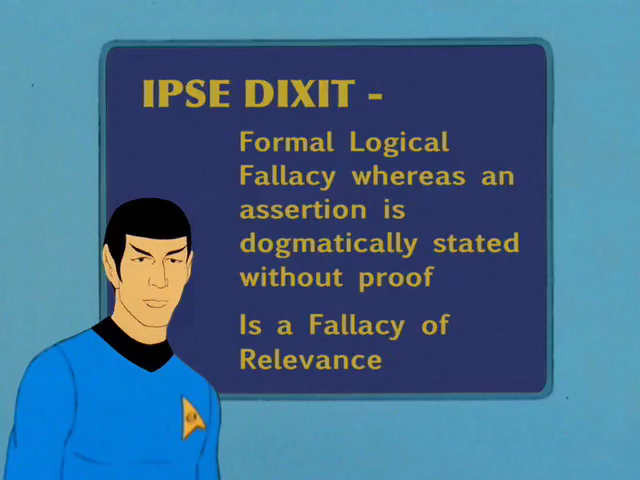 IPSE DIXIT -
Formal Logical
Fallacy whereas an
assertion is
dogmatically stated
without proof
Is a Fallacy of
Relevance